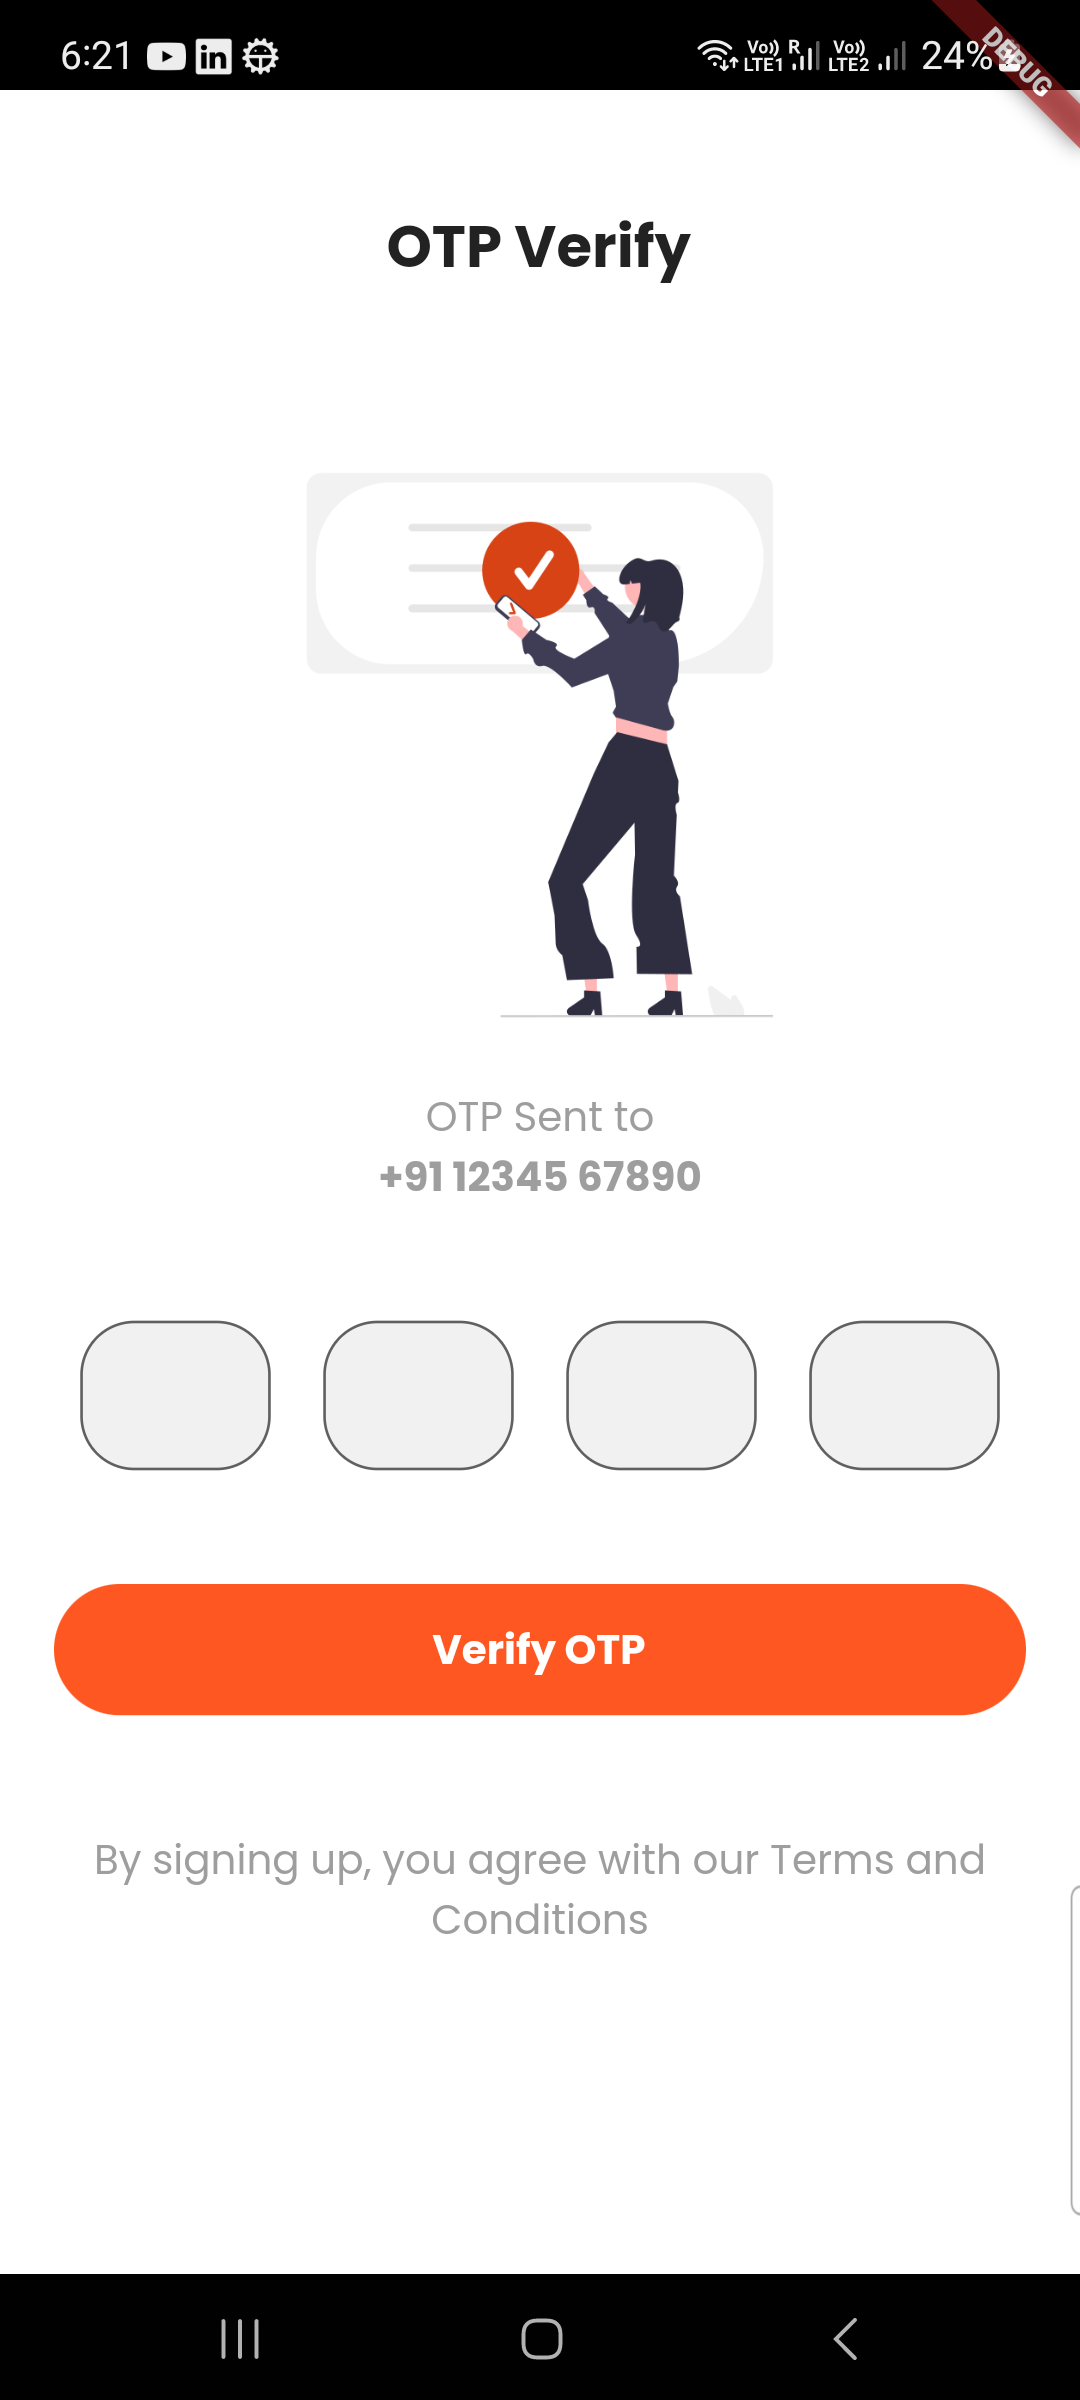 6:21
Vo)) R Vo))
LTE1 LTE2
24%
DEBUG
OTP Verify
OTP Sent to
+91 12345 67890
Verify OTP
By signing up, you agree with our Terms and
Conditions